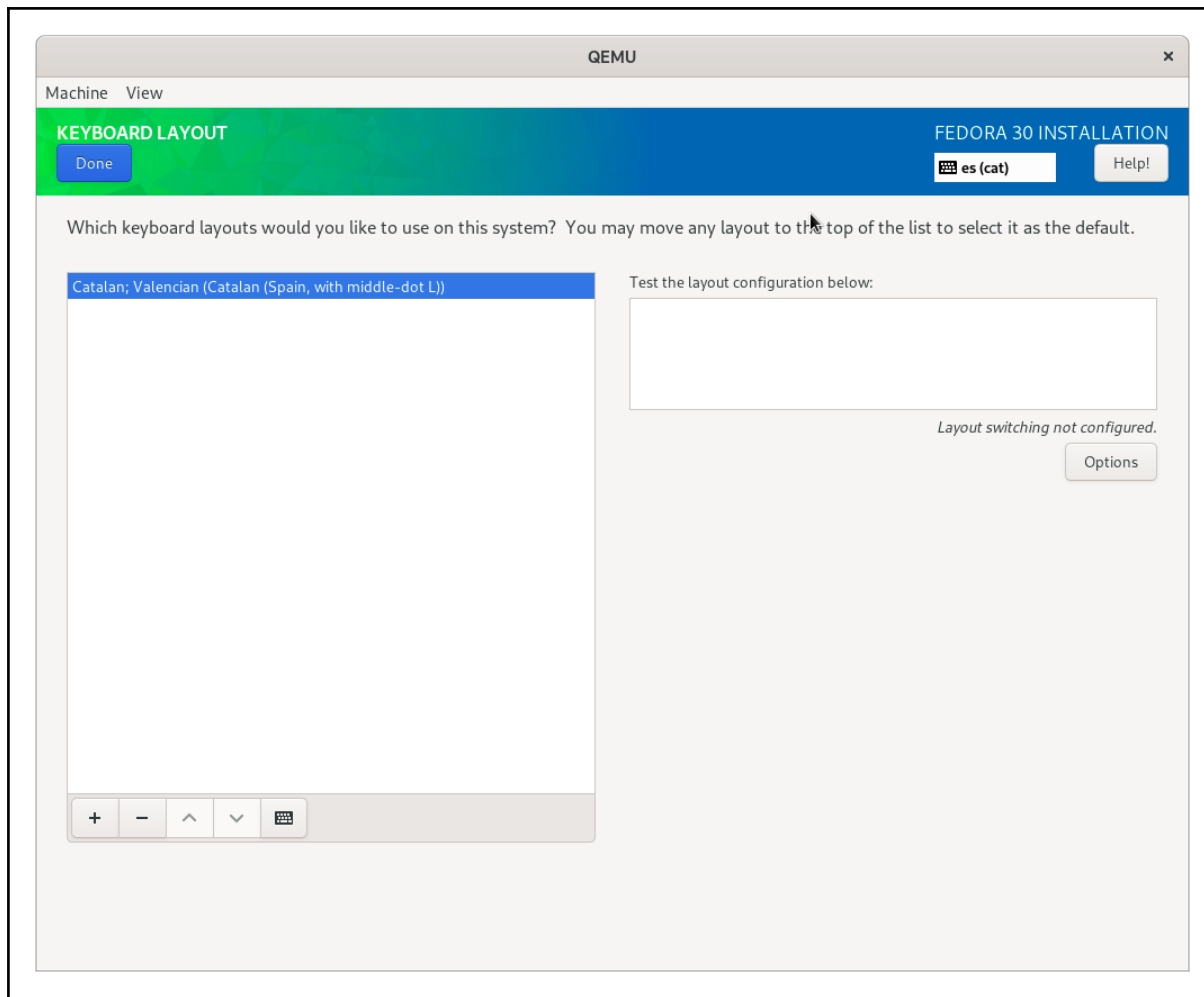 QEMU
Machine View
KEYBOARD LAYOUT
FEDORA 30 INSTALLATION
Done
es (cat)
Help!
Which keyboard layouts would you like to use on this system? You may move any layout to the top of the list to select it as the default.
Catalan; Valencian (Catalan (Spain, with middle-dot L))
Test the layout configuration below:
Layout switching not configured.
Options